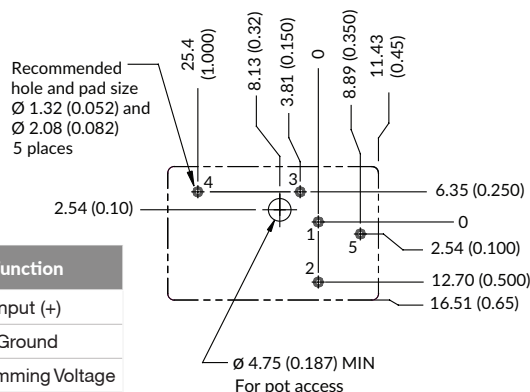 25.4
(1.000)
8.13 (0.32)
3.81 (0.150)
0
8.89 (0.350)
11.43
(0.45)
Recommended
hole and pad size
Ø 1.32 (0.052) and
Ø 2.08 (0.082)
5 places
4
3
6.35 (0.250)
2.54 (0.10)
0
1
5
2.54 (0.100)
2
12.70 (0.500)
16.51 (0.65)
unction
nput (+)
Ground
mming Voltage
Ø 4.75 (0.187) MIN
For pot access